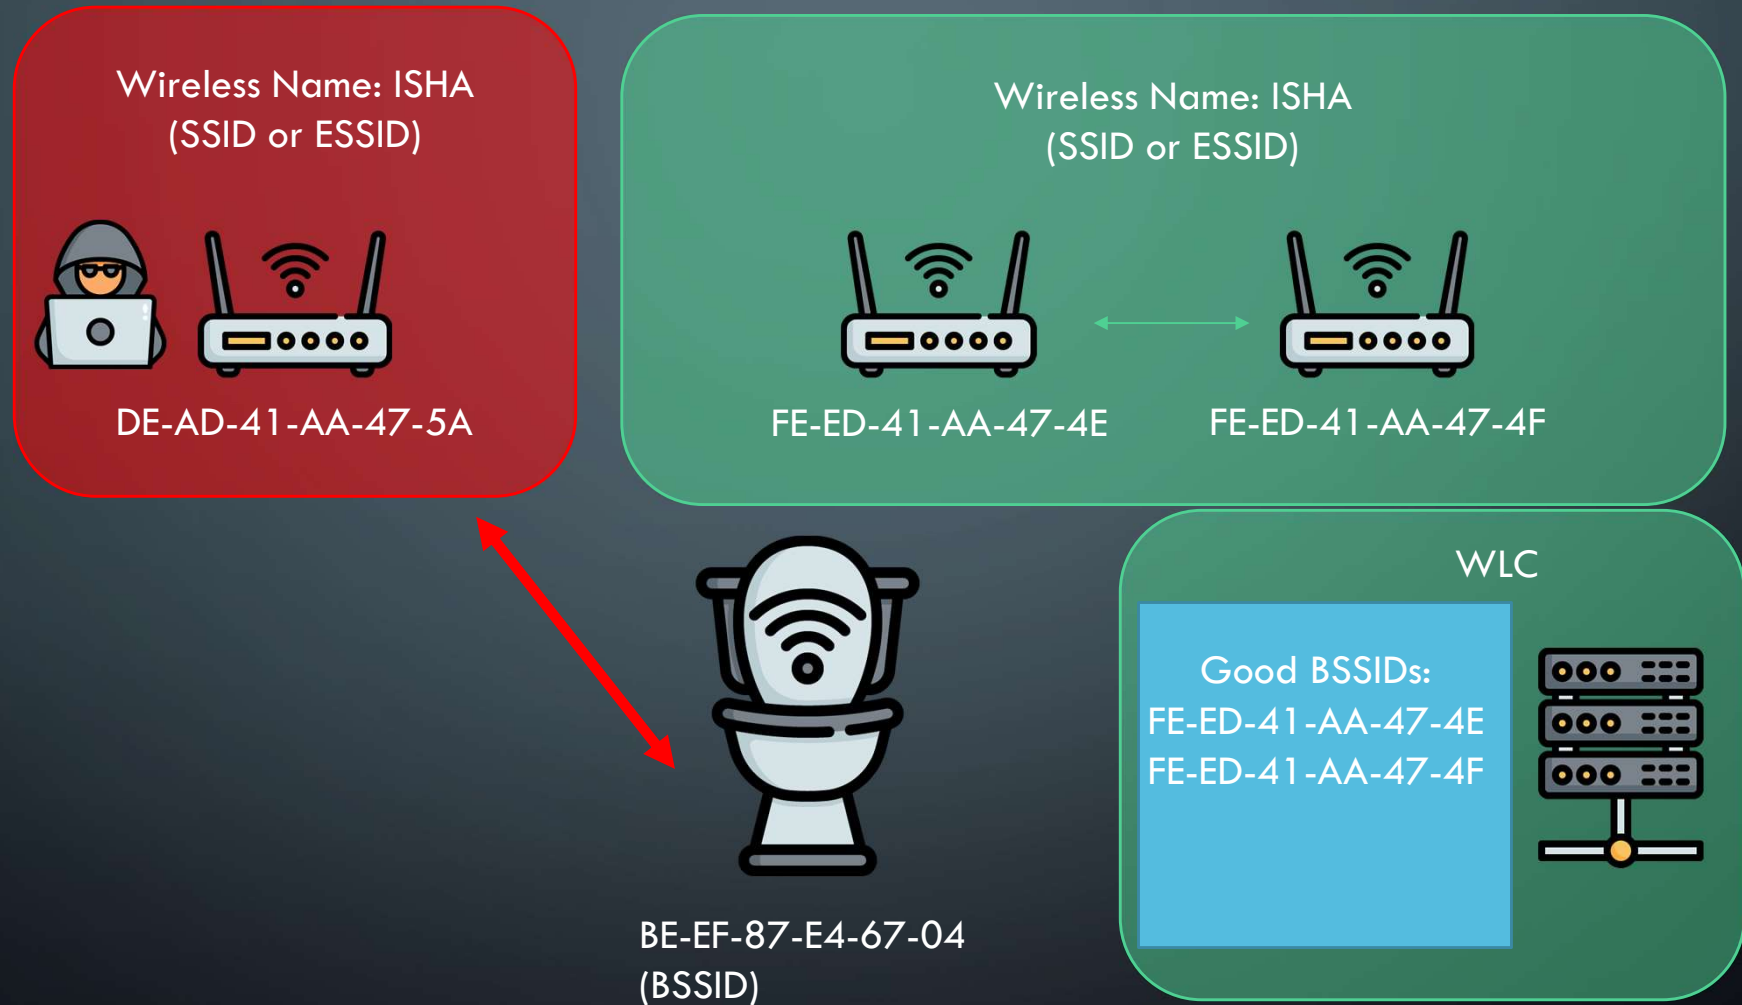 Wireless Name: ISHA
(SSID or ESSID)
DE-AD-41-AA-47-5A
Wireless Name: ISHA
(SSID or ESSID)
FE-ED-41-AA-47-4E
FE-ED-41-AA-47-4F
BE-EF-87-E4-67-04
(BSSID)
WLC
Good BSSIDs:
FE-ED-41-AA-47-4E
FE-ED-41-AA-47-4F